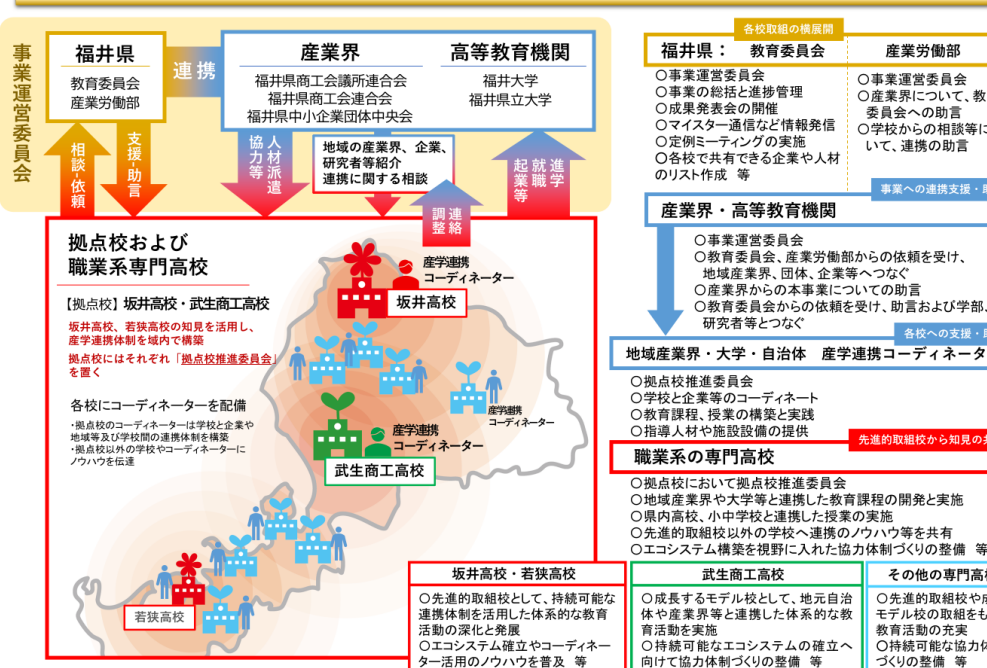 事業運営委員会
福井県
教育委員会
産業労働部
連携
産業界
福井県商工会議所連合会
福井県商工会連合会
福井県中小企業団体中央会
高等教育機関
福井大学
福井県立大学
相談・依頼
支援・助言
人材派遣
協力等
地域の産業界、企業、
研究者等紹介
連携に関する相談
連絡
調整
進学
就職
起業等
拠点校および
職業系専門高校
【拠点校】坂井高校・武生商工高校
坂井高校、若狭高校の知見を活用し、
産学連携体制を域内で構築
拠点校にはそれぞれ「拠点校推進委員会」
を置く
各校にコーディネーターを配備
・拠点校のコーディネーターは学校と企業や
地域等及び学校間の連携体制を構築
・拠点校以外の学校やコーディネーターに
ノウハウを伝達
産学連携
コーディネーター
坂井高校
産学連携
コーディネーター
産学連携
コーディネーター
武生商工高校
若狭高校
各校取組の横展開
福井県： 教育委員会
○事業運営委員会
○事業の総括と進捗管理
○成果発表会の開催
○マイスター通信など情報発信
○定例ミーティングの実施
○各校で共有できる企業や人材
のリスト作成 等
産業労働部
○事業運営委員会
○産業界について、教
委員会への助言
○学校からの相談等に
いて、連携の助言
事業への連携支援・
産業界・高等教育機関
○事業運営委員会
○教育委員会、産業労働部からの依頼を受け、
地域産業界、団体、企業等へつなぐ
○産業界からの本事業についての助言
○教育委員会からの依頼を受け、助言および学部、
研究者等とつなぐ
各校への支援・
地域産業界・大学・自治体 産学連携コーディネータ
○拠点校推進委員会
○学校と企業等のコーディネート
○教育課程、授業の構築と実践
○指導人材や施設設備の提供
先進的取組校から知見の
職業系の専門高校
○拠点校において拠点校推進委員会
○地域産業界や大学等と連携した教育課程の開発と実施
○県内高校、小中学校と連携した授業の実施
○先進的取組校以外の学校へ連携のノウハウ等を共有
○エコシステム構築を視野に入れた協力体制づくりの整備 等
坂井高校・若狭高校
○先進的取組校として、持続可能な
連携体制を活用した体系的な教育
活動の深化と発展
○エコシステム確立やコーディネー
ター活用のノウハウを普及 等
武生商工高校
○成長するモデル校として、地元自治
体や産業界等と連携した体系的な教
育活動を実施
○持続可能なエコシステムの確立へ
向けて協力体制づくりの整備 等
その他の専門高
○先進的取組校や
モデル校の取組をも
教育活動の充実
○持続可能な協力体
づくりの整備 等